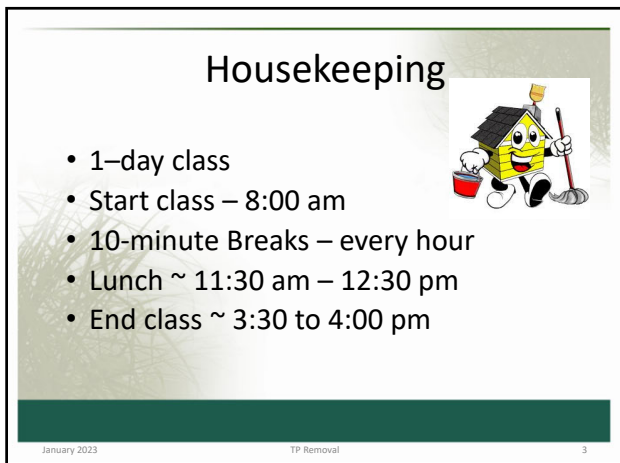 Housekeeping
• 1–day class
• Start class – 8:00 am
• 10-minute Breaks – every hour
• Lunch ~ 11:30 am – 12:30 pm
• End class ~ 3:30 to 4:00 pm
January 2023 TP Removal 3